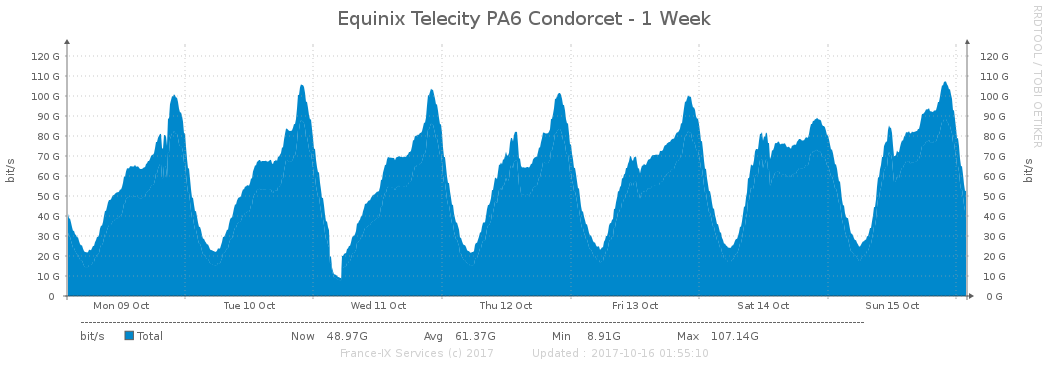 Equinix Telecity PA6 Condorcet - 1 Week
RRDTOOL / TOBI OETIKER
bit/s
120 G 120 G
110 G 110 G
100 G 100 G
90 G 90 G
80 G 80 G
70 G 70 G
60 G 60 G
50 G 50 G
40 G 40 G
30 G 30 G
20 G 20 G
10 G 10 G
0 0 G
bit/s
Mon 09 Oct Tue 10 Oct Wed 11 Oct Thu 12 Oct Fri 13 Oct Sat 14 Oct Sun 15 Oct
bit/s Total Now 48.97G Avg 61.37G Min 8.91G Max 107.14G
France-IX Services (c) 2017 Updated : 2017-10-16 01:55:10